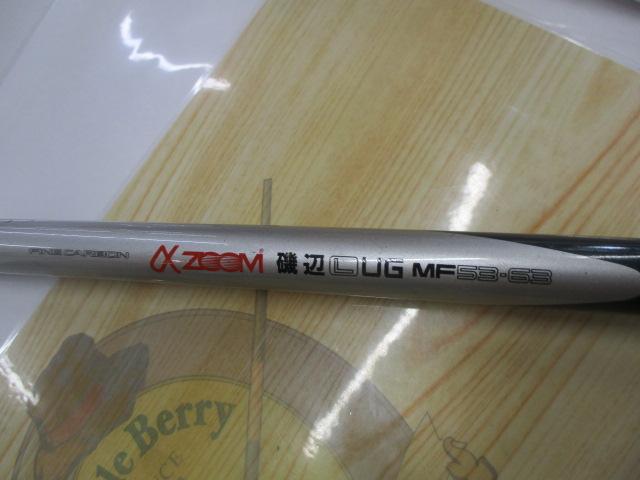 FINE CARBON αZOOM® 磯辺 L UG MF53-63
Berry